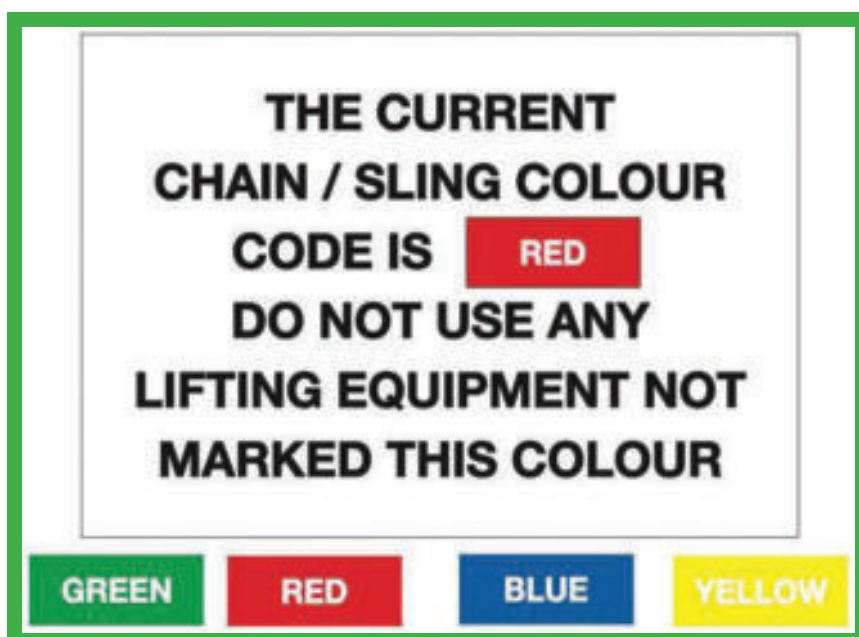 THE CURRENT
CHAIN / SLING COLOUR
CODE IS RED
DO NOT USE ANY
LIFTING EQUIPMENT NOT
MARKED THIS COLOUR
GREEN RED BLUE YELLOW